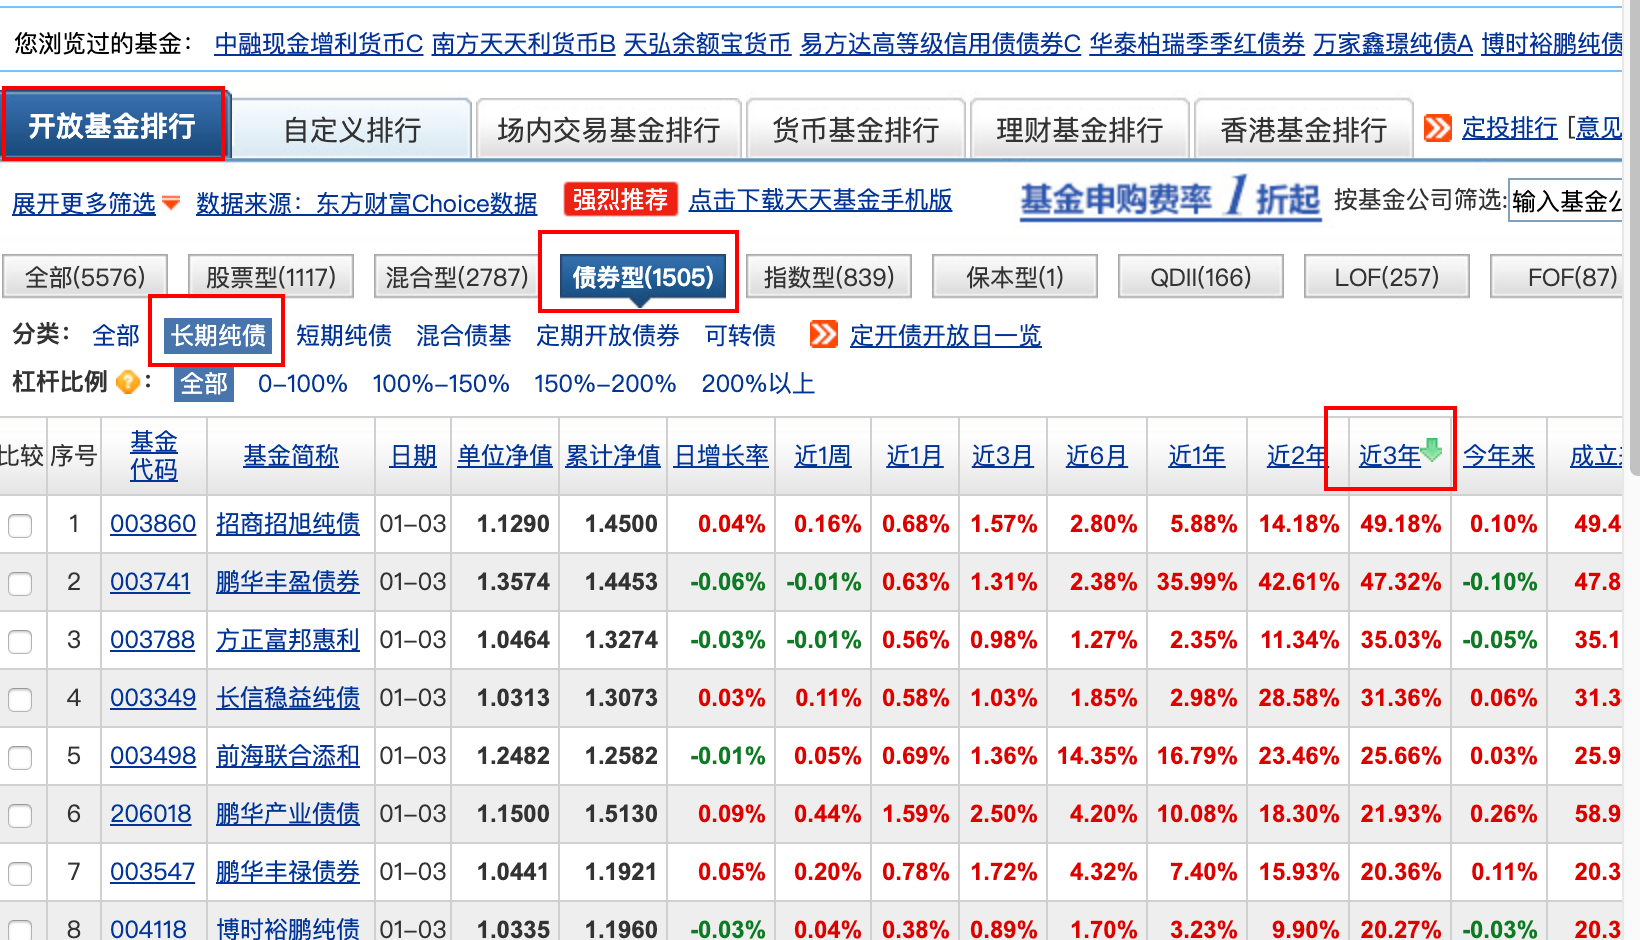 您浏览过的基金： 中融现金增利货币C 南方天天利货币B 天弘余额宝货币 易方达高等级信用债债券C 华泰柏瑞季季红债券 万家鑫璟纯债A 博时裕鹏纯债
开放基金排行 自定义排行 场内交易基金排行 货币基金排行 理财基金排行 香港基金排行 定投排行 [意见
展开更多筛选 数据来源：东方财富Choice数据 强烈推荐 点击下载天天基金手机版 基金申购费率1折起 按基金公司筛选: 输入基金公
全部(5576) 股票型(1117) 混合型(2787) 债券型(1505) 指数型(839) 保本型(1) QDII(166) LOF(257) FOF(87)
分类： 全部 长期纯债 短期纯债 混合债基 定期开放债券 可转债 定开债开放日一览
杠杆比例 ? ： 全部 0-100% 100%-150% 150%-200% 200%以上
比较 序号 基金代码 基金简称 日期 单位净值 累计净值 日增长率 近1周 近1月 近3月 近6月 近1年 近2年 近3年 今年来 成立
1 003860 招商招旭纯债 01-03 1.1290 1.4500 0.04% 0.16% 0.68% 1.57% 2.80% 5.88% 14.18% 49.18% 0.10% 49.4
2 003741 鹏华丰盈债券 01-03 1.3574 1.4453 -0.06% -0.01% 0.63% 1.31% 2.38% 35.99% 42.61% 47.32% -0.10% 47.8
3 003788 方正富邦惠利 01-03 1.0464 1.3274 -0.03% -0.01% 0.56% 0.98% 1.27% 2.35% 11.34% 35.03% -0.05% 35.1
4 003349 长信稳益纯债 01-03 1.0313 1.3073 0.03% 0.11% 0.58% 1.03% 1.85% 2.98% 28.58% 31.36% 0.06% 31.3
5 003498 前海联合添和 01-03 1.2482 1.2582 -0.01% 0.05% 0.69% 1.36% 14.35% 16.79% 23.46% 25.66% 0.03% 25.9
6 206018 鹏华产业债债 01-03 1.1500 1.5130 0.09% 0.44% 1.59% 2.50% 4.20% 10.08% 18.30% 21.93% 0.26% 58.9
7 003547 鹏华丰禄债券 01-03 1.0441 1.1921 0.05% 0.20% 0.78% 1.72% 4.32% 7.40% 15.93% 20.36% 0.11% 20.3
8 004118 博时裕鹏纯债 01-03 1.0335 1.1960 -0.03% 0.04% 0.38% 0.89% 1.70% 3.23% 9.90% 20.27% -0.03% 20.3